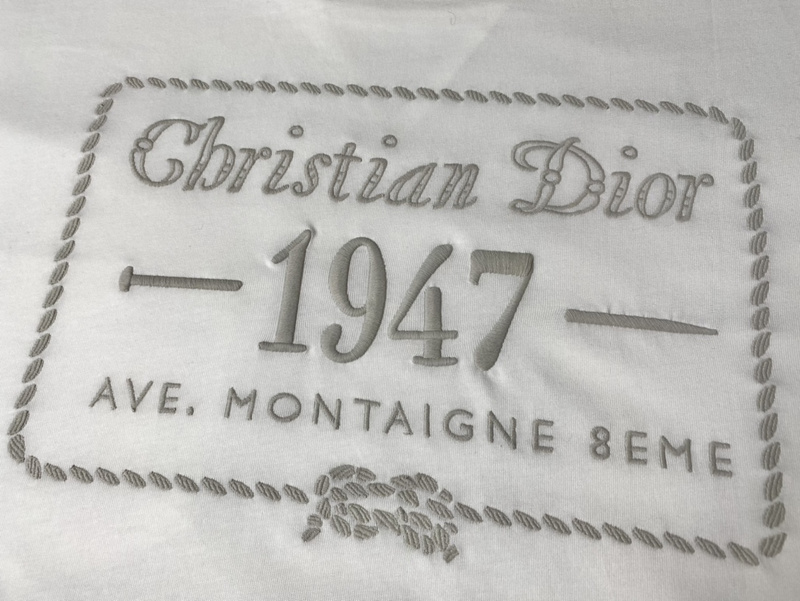 Christian Dior
1947
AVE. MONTAIGNE 8EME